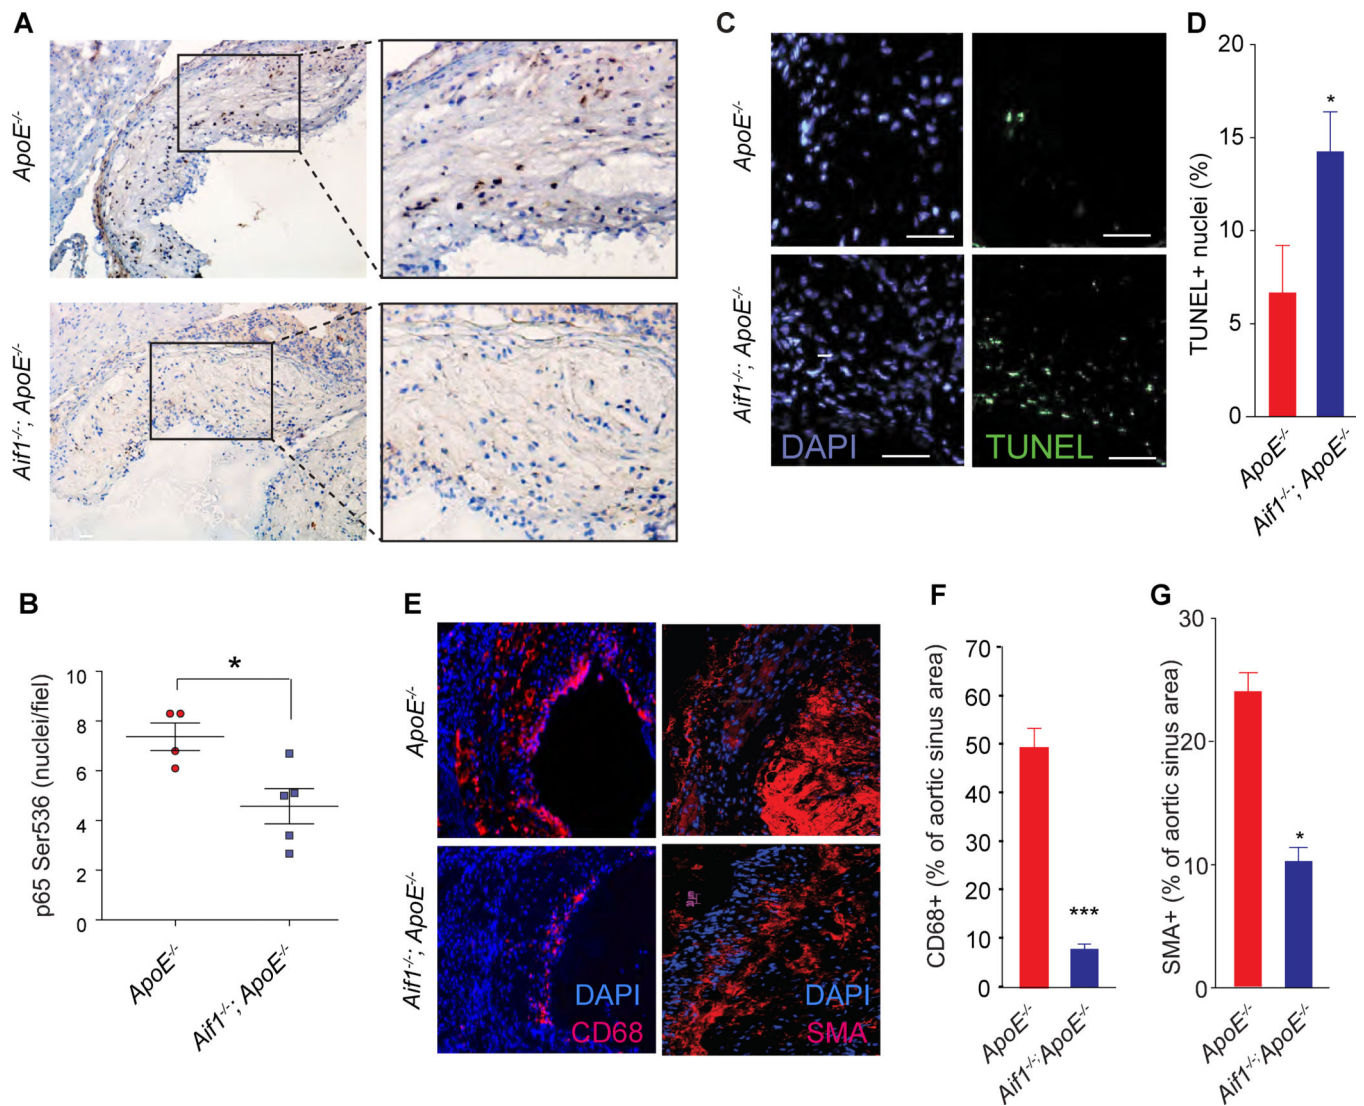 A
ApoE-/-
Aif1-/-; ApoE-/-
B
p65 Ser536 (nuclei/fiel)
10
8
6
4
2
0
*
ApoE-/-
Aif1-/-; ApoE-/-
C
ApoE-/-
Aif1-/-; ApoE-/-
DAPI
TUNEL
D
TUNEL+ nuclei (%)
20
15
10
5
0
*
ApoE-/-
Aif1-/-; ApoE-/-
E
ApoE-/-
Aif1-/-; ApoE-/-
DAPI
CD68
DAPI
SMA
F
CD68+ (% of aortic sinus area)
70
60
50
40
30
20
10
0
***
ApoE-/-
Aif1-/-;ApoE-/-
G
SMA+ (% of aortic sinus area)
30
20
10
0
*
ApoE-/-
Aif1-/-; ApoE-/-